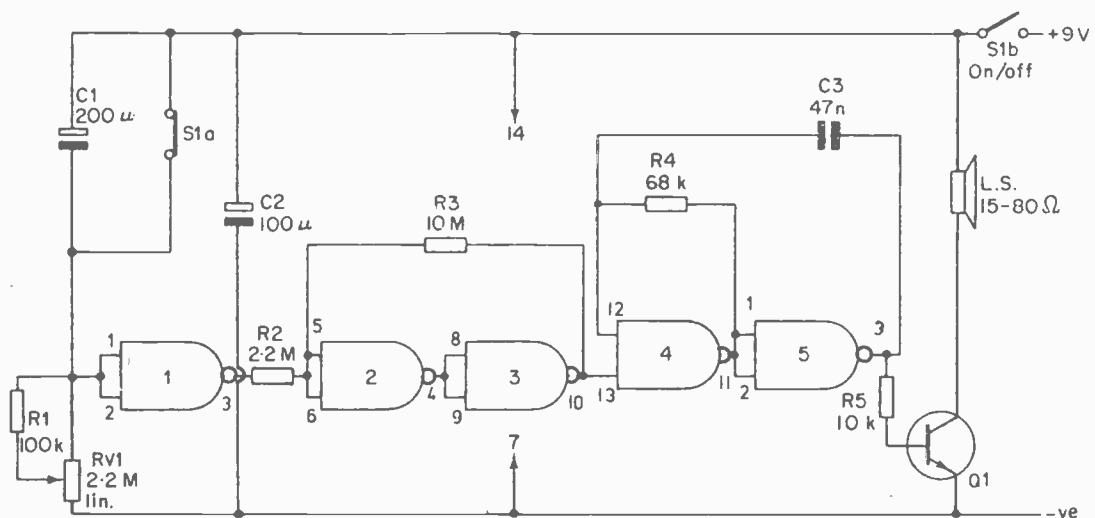 +9V
S1b
On/off
C1
200 µ
S1a
14
C3
47n
R4
68 k
L.S.
15-80Ω
C2
100µ
R3
10 M
1
2
1
3
R2
2·2 M
5
6
2
4
8
9
3
10
12
13
4
11
1
2
5
3
R1
100k
RV1
2·2 M
lin.
7
R5
10 k
Q1
-ve